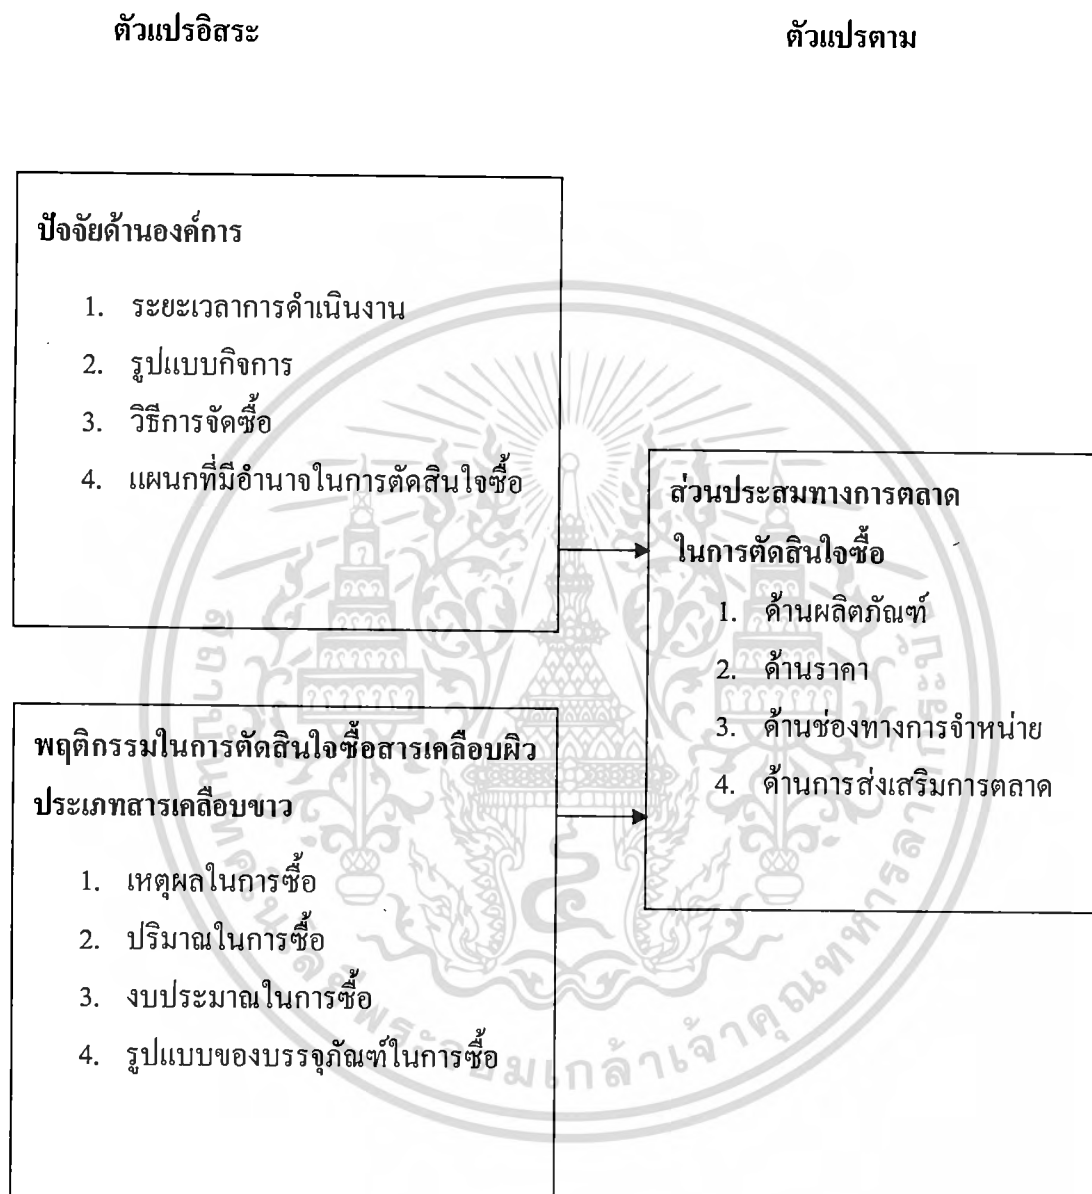 ตัวแปรอิสระ
ตัวแปรตาม
ปัจจัยด้านองค์การ
1. ระยะเวลาการดำเนินงาน
2. รูปแบบกิจการ
3. วิธีการจัดซื้อ
4. แผนกที่มีอำนาจในการตัดสินใจซื้อ
พฤติกรรมในการตัดสินใจซื้อสารเคลือบผิว
ประเภทสารเคลือบขาว
1. เหตุผลในการซื้อ
2. ปริมาณในการซื้อ
3. งบประมาณในการซื้อ
4. รูปแบบของบรรจุภัณฑ์ในการซื้อ
ส่วนประสมทางการตลาด
ในการตัดสินใจซื้อ
1. ด้านผลิตภัณฑ์
2. ด้านราคา
3. ด้านช่องทางการจำหน่าย
4. ด้านการส่งเสริมการตลาด